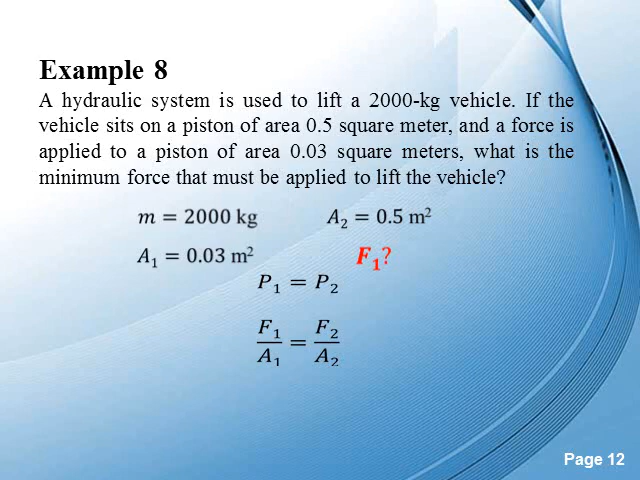 Example 8
A hydraulic system is used to lift a 2000-kg vehicle. If the
vehicle sits on a piston of area 0.5 square meter, and a force is
applied to a piston of area 0.03 square meters, what is the
minimum force that must be applied to lift the vehicle?
m = 2000 kg A₂ = 0.5 m²
A₁ = 0.03 m² F₁?
P₁ = P₂
F₁/A₁ = F₂/A₂
Page 12